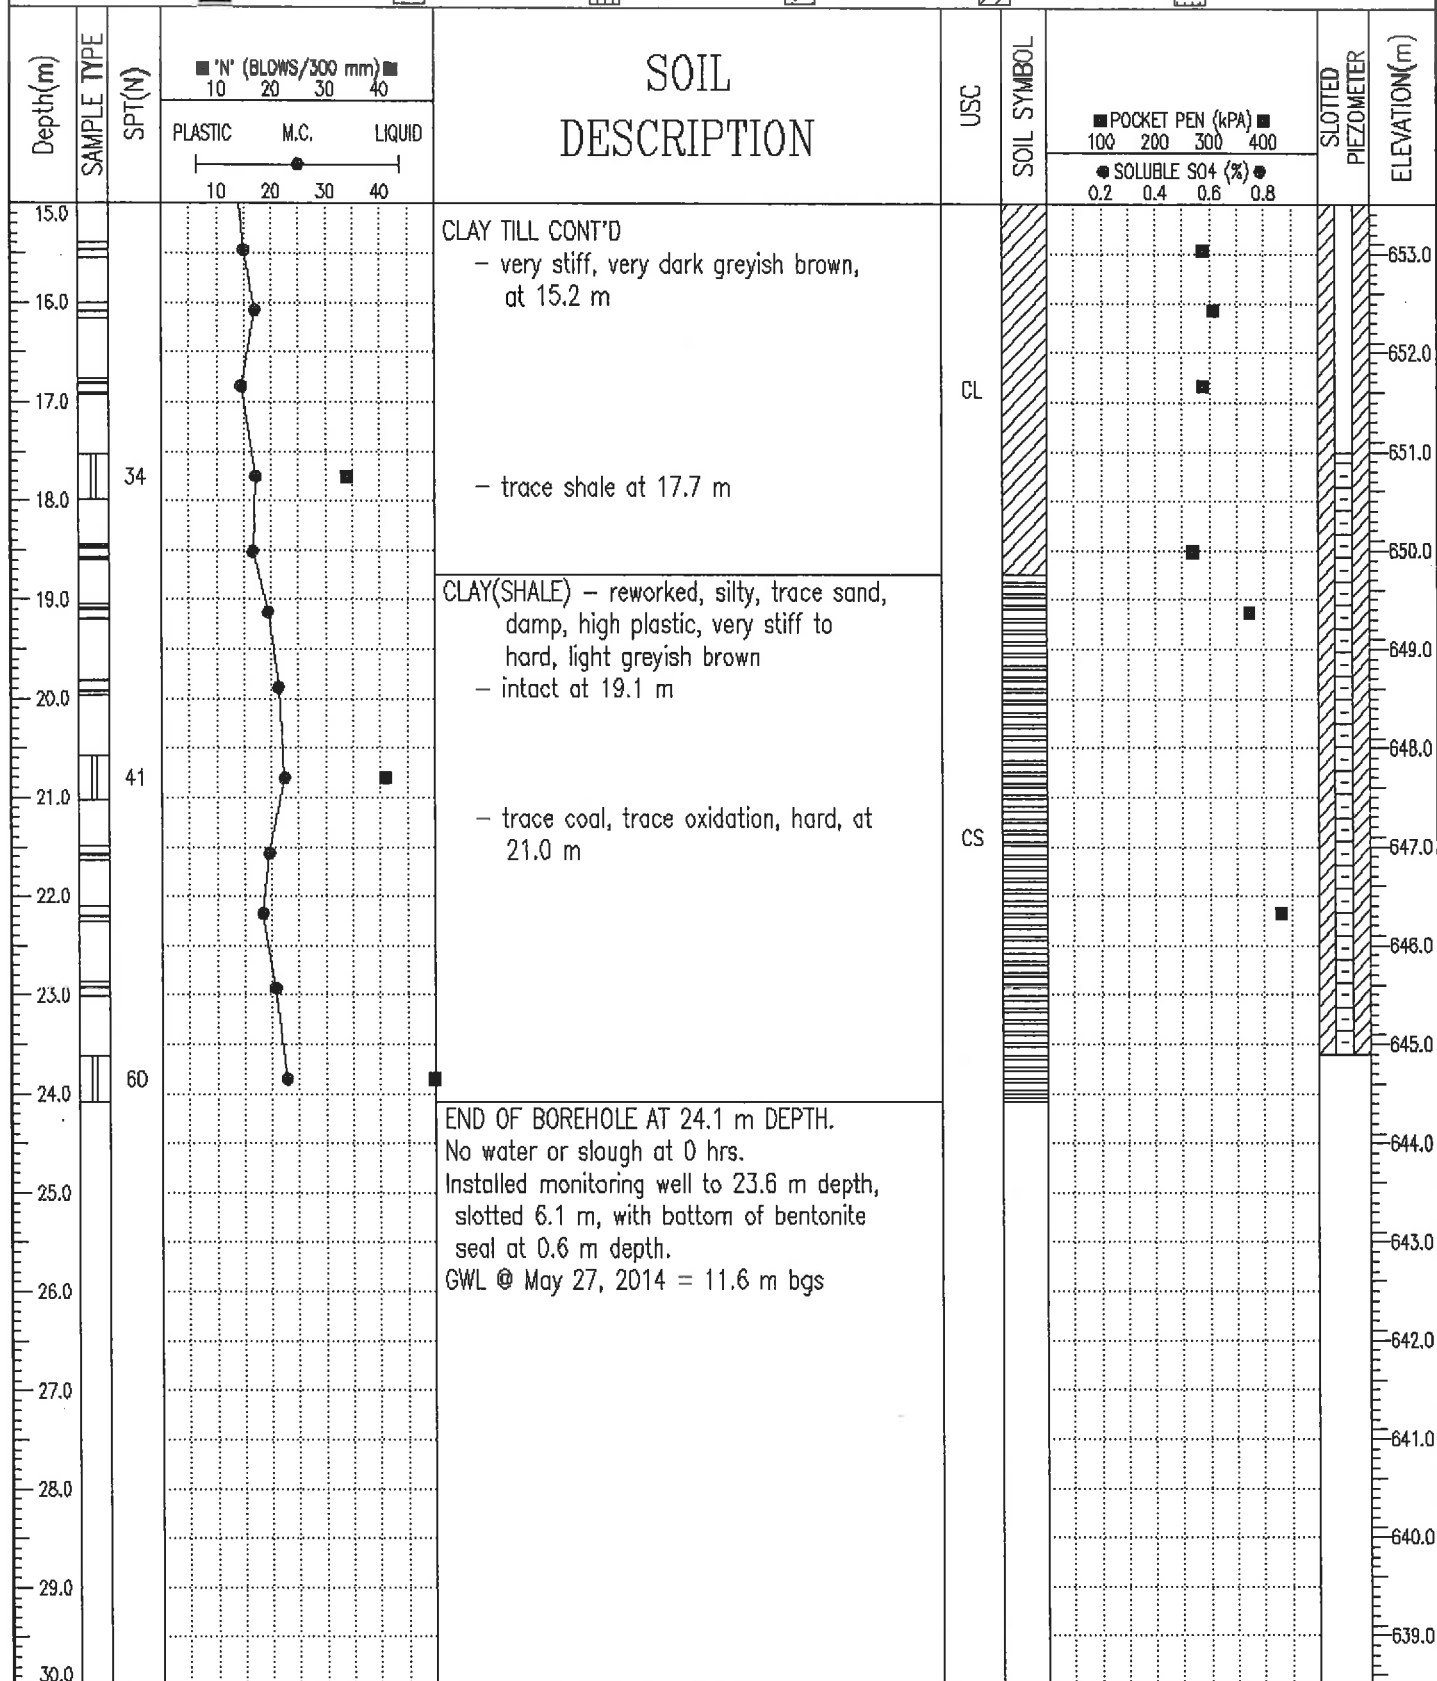 Depth(m)
SAMPLE TYPE
SPT(N)
■ 'N' (BLOWS/300 mm) ■
10 20 30 40
PLASTIC M.C. LIQUID
10 20 30 40
SOIL
DESCRIPTION
USC
SOIL SYMBOL
■ POCKET PEN (kPA) ■
100 200 300 400
● SOLUBLE SO4 (%) ●
0.2 0.4 0.6 0.8
SLOTTED
PIEZOMETER
ELEVATION(m)
15.0
16.0
17.0
18.0
19.0
20.0
21.0
22.0
23.0
24.0
25.0
26.0
27.0
28.0
29.0
30.0
34
41
60
CLAY TILL CONT'D
– very stiff, very dark greyish brown,
at 15.2 m
– trace shale at 17.7 m
CLAY(SHALE) – reworked, silty, trace sand,
damp, high plastic, very stiff to
hard, light greyish brown
– intact at 19.1 m
– trace coal, trace oxidation, hard, at
21.0 m
END OF BOREHOLE AT 24.1 m DEPTH.
No water or slough at 0 hrs.
Installed monitoring well to 23.6 m depth,
slotted 6.1 m, with bottom of bentonite
seal at 0.6 m depth.
GWL @ May 27, 2014 = 11.6 m bgs
CL
CS
653.0
652.0
651.0
650.0
649.0
648.0
647.0
646.0
645.0
644.0
643.0
642.0
641.0
640.0
639.0